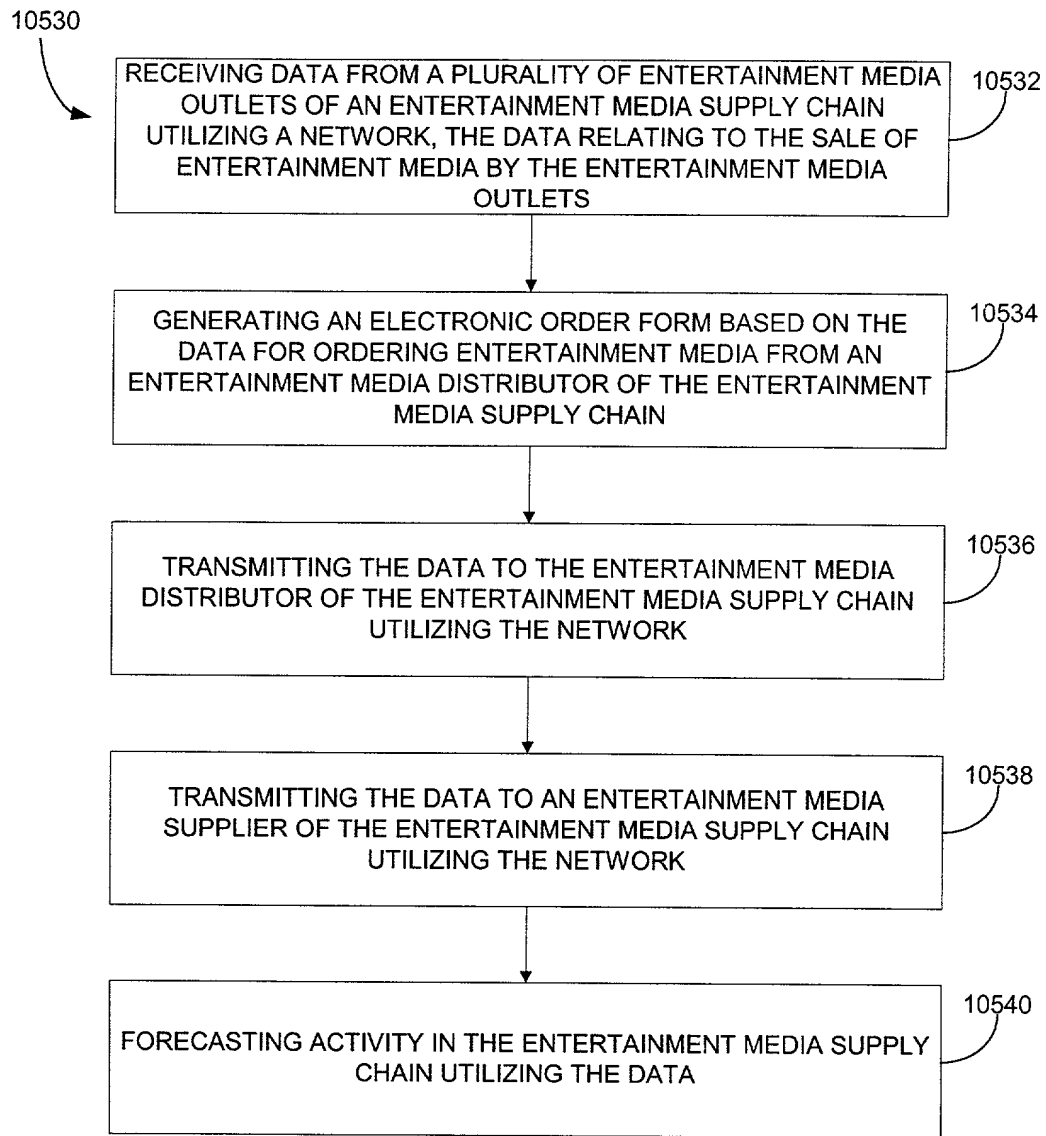 10530
RECEIVING DATA FROM A PLURALITY OF ENTERTAINMENT MEDIA
OUTLETS OF AN ENTERTAINMENT MEDIA SUPPLY CHAIN
UTILIZING A NETWORK, THE DATA RELATING TO THE SALE OF
ENTERTAINMENT MEDIA BY THE ENTERTAINMENT MEDIA
OUTLETS
10532
GENERATING AN ELECTRONIC ORDER FORM BASED ON THE
DATA FOR ORDERING ENTERTAINMENT MEDIA FROM AN
ENTERTAINMENT MEDIA DISTRIBUTOR OF THE ENTERTAINMENT
MEDIA SUPPLY CHAIN
10534
TRANSMITTING THE DATA TO THE ENTERTAINMENT MEDIA
DISTRIBUTOR OF THE ENTERTAINMENT MEDIA SUPPLY CHAIN
UTILIZING THE NETWORK
10536
TRANSMITTING THE DATA TO AN ENTERTAINMENT MEDIA
SUPPLIER OF THE ENTERTAINMENT MEDIA SUPPLY CHAIN
UTILIZING THE NETWORK
10538
FORECASTING ACTIVITY IN THE ENTERTAINMENT MEDIA SUPPLY
CHAIN UTILIZING THE DATA
10540